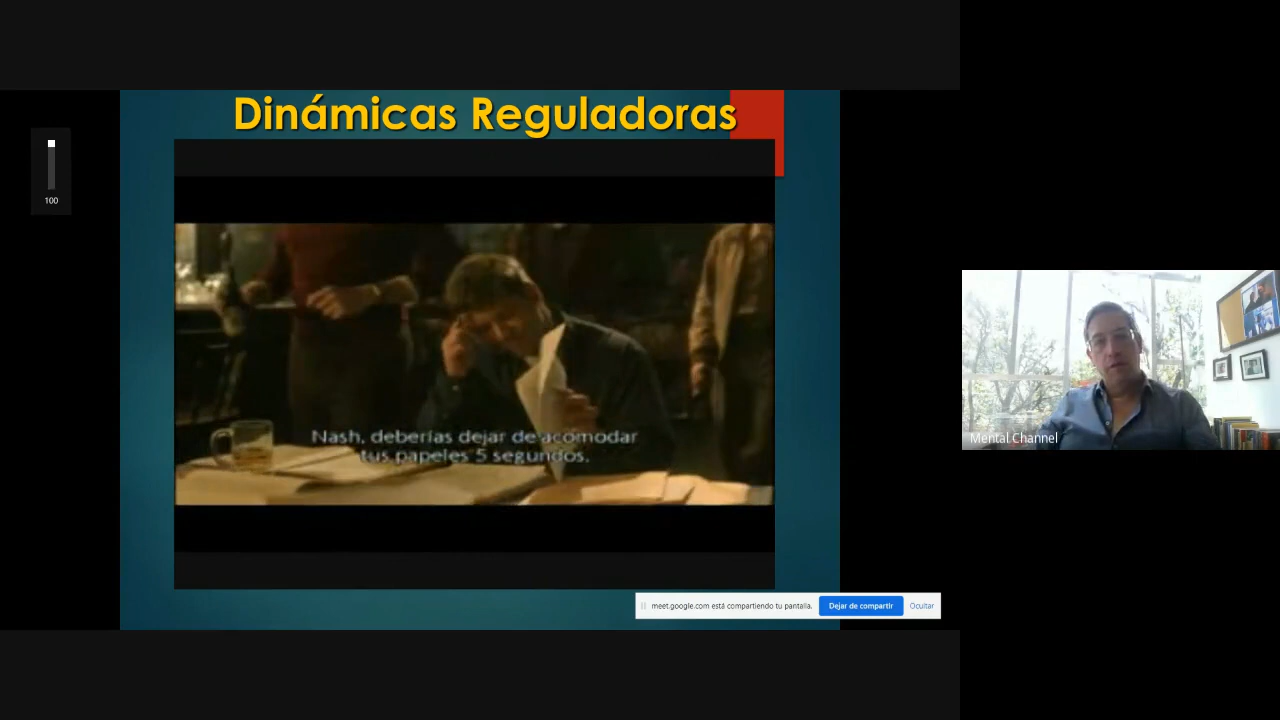 Dinámicas Reguladoras
100
Nash, deberías dejar de acomodar
tus papeles 5 segundos.
Mental Channel
meet.google.com está compartiendo tu pantalla.
Dejar de compartir
Ocultar